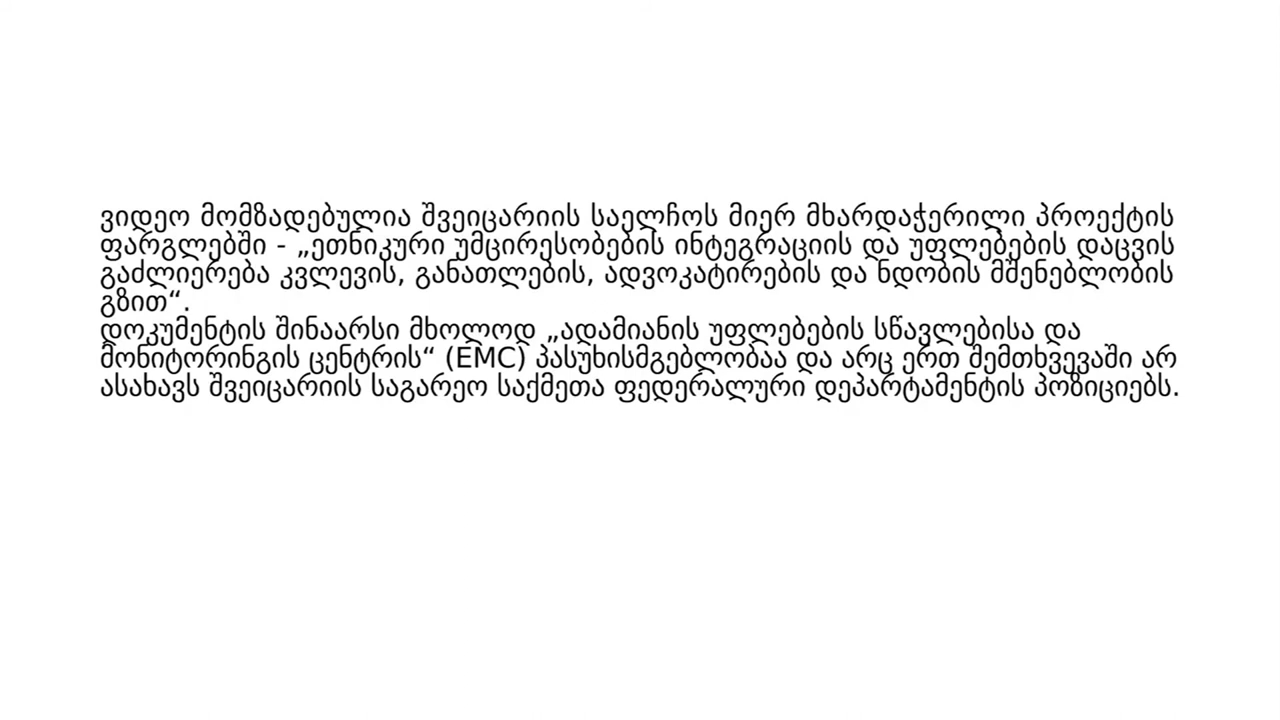 ვიდეო მომზადებულია შვეიცარიის საელჩოს მიერ მხარდაჭერილი პროექტის
ფარგლებში - „ეთნიკური უმცირესობების ინტეგრაციის და უფლებების დაცვის
გაძლიერება კვლევის, განათლების, ადვოკატირების და ნდობის მშენებლობის
გზით“.
დოკუმენტის შინაარსი მხოლოდ „ადამიანის უფლებების სწავლებისა და
მონიტორინგის ცენტრის“ (EMC) პასუხისმგებლობაა და არც ერთ შემთხვევაში არ
ასახავს შვეიცარიის საგარეო საქმეთა ფედერალური დეპარტამენტის პოზიციებს.